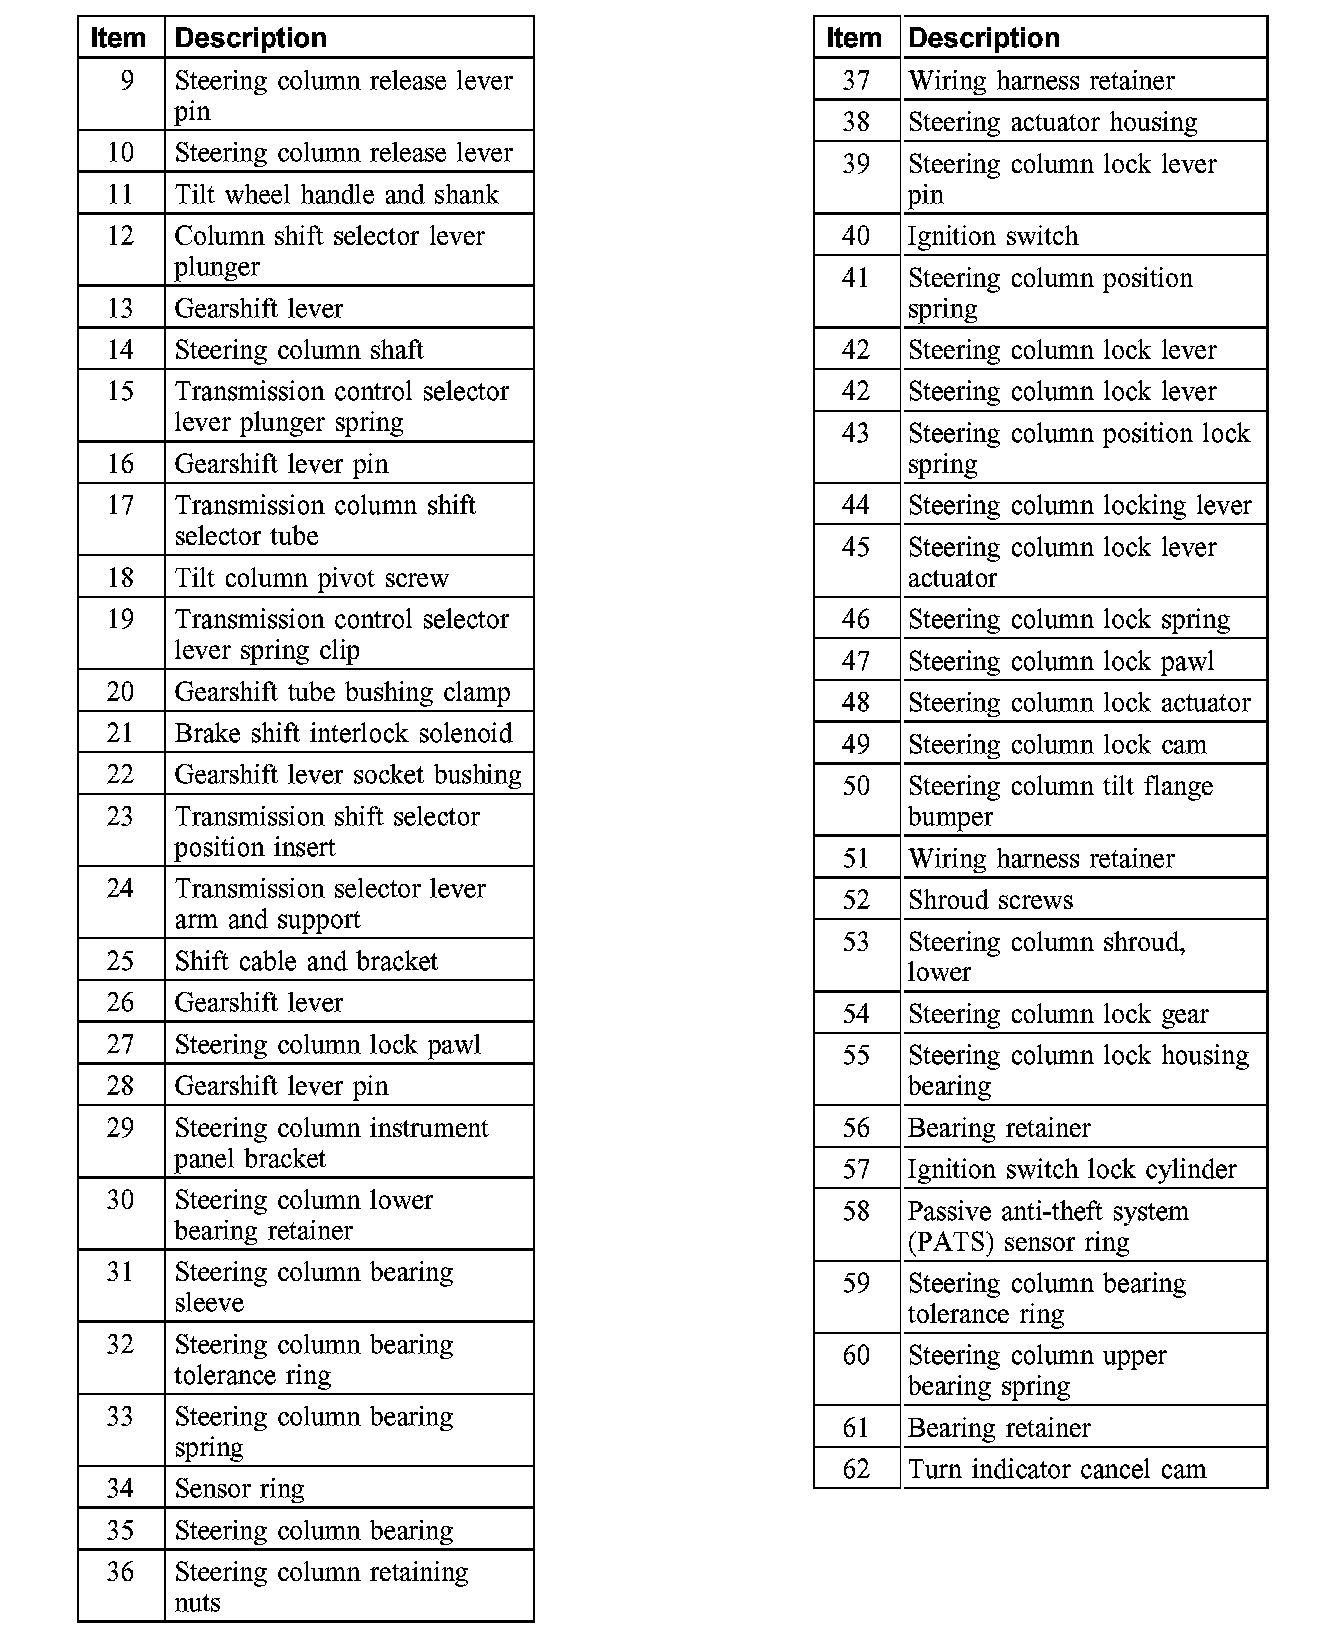 Item Description
9 Steering column release lever
pin
10 Steering column release lever
11 Tilt wheel handle and shank
12 Column shift selector lever
plunger
13 Gearshift lever
14 Steering column shaft
15 Transmission control selector
lever plunger spring
16 Gearshift lever pin
17 Transmission column shift
selector tube
18 Tilt column pivot screw
19 Transmission control selector
lever spring clip
20 Gearshift tube bushing clamp
21 Brake shift interlock solenoid
22 Gearshift lever socket bushing
23 Transmission shift selector
position insert
24 Transmission selector lever
arm and support
25 Shift cable and bracket
26 Gearshift lever
27 Steering column lock pawl
28 Gearshift lever pin
29 Steering column instrument
panel bracket
30 Steering column lower
bearing retainer
31 Steering column bearing
sleeve
32 Steering column bearing
tolerance ring
33 Steering column bearing
spring
34 Sensor ring
35 Steering column bearing
36 Steering column retaining
nuts
Item Description
37 Wiring harness retainer
38 Steering actuator housing
39 Steering column lock lever
pin
40 Ignition switch
41 Steering column position
spring
42 Steering column lock lever
42 Steering column lock lever
43 Steering column position lock
spring
44 Steering column locking lever
45 Steering column lock lever
actuator
46 Steering column lock spring
47 Steering column lock pawl
48 Steering column lock actuator
49 Steering column lock cam
50 Steering column tilt flange
bumper
51 Wiring harness retainer
52 Shroud screws
53 Steering column shroud,
lower
54 Steering column lock gear
55 Steering column lock housing
bearing
56 Bearing retainer
57 Ignition switch lock cylinder
58 Passive anti-theft system
(PATS) sensor ring
59 Steering column bearing
tolerance ring
60 Steering column upper
bearing spring
61 Bearing retainer
62 Turn indicator cancel cam